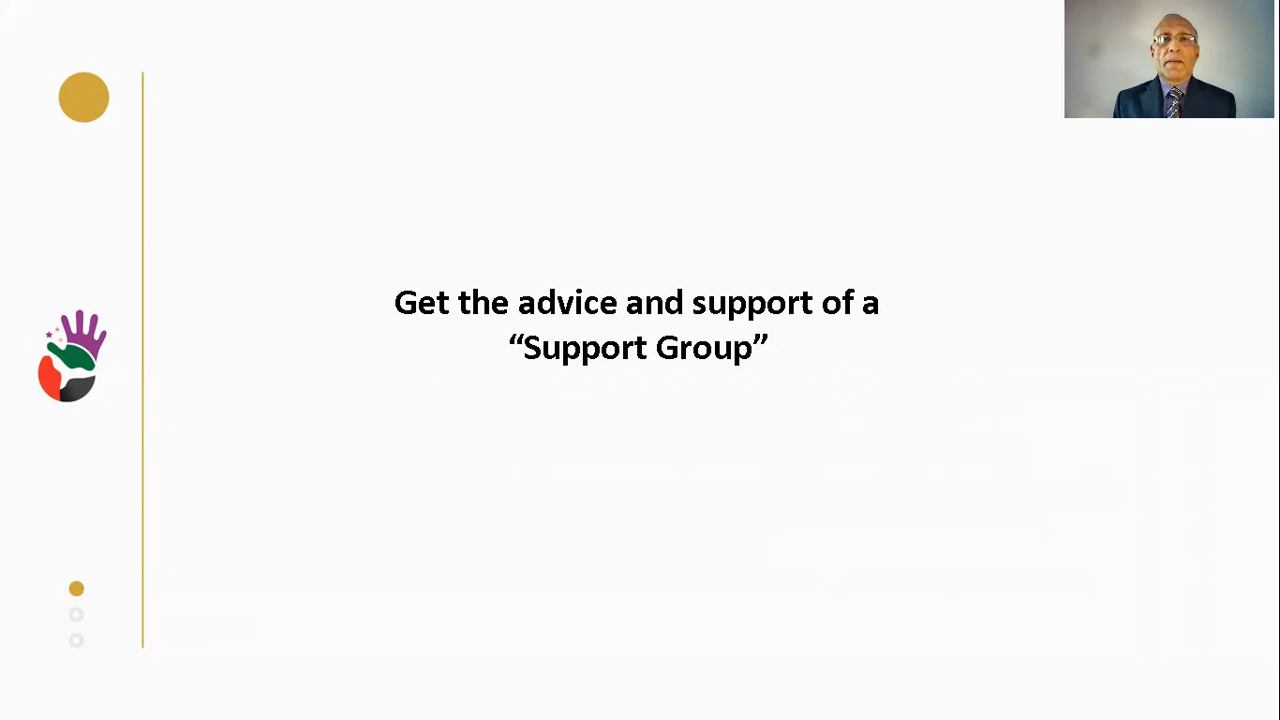 Get the advice and support of a
“Support Group”